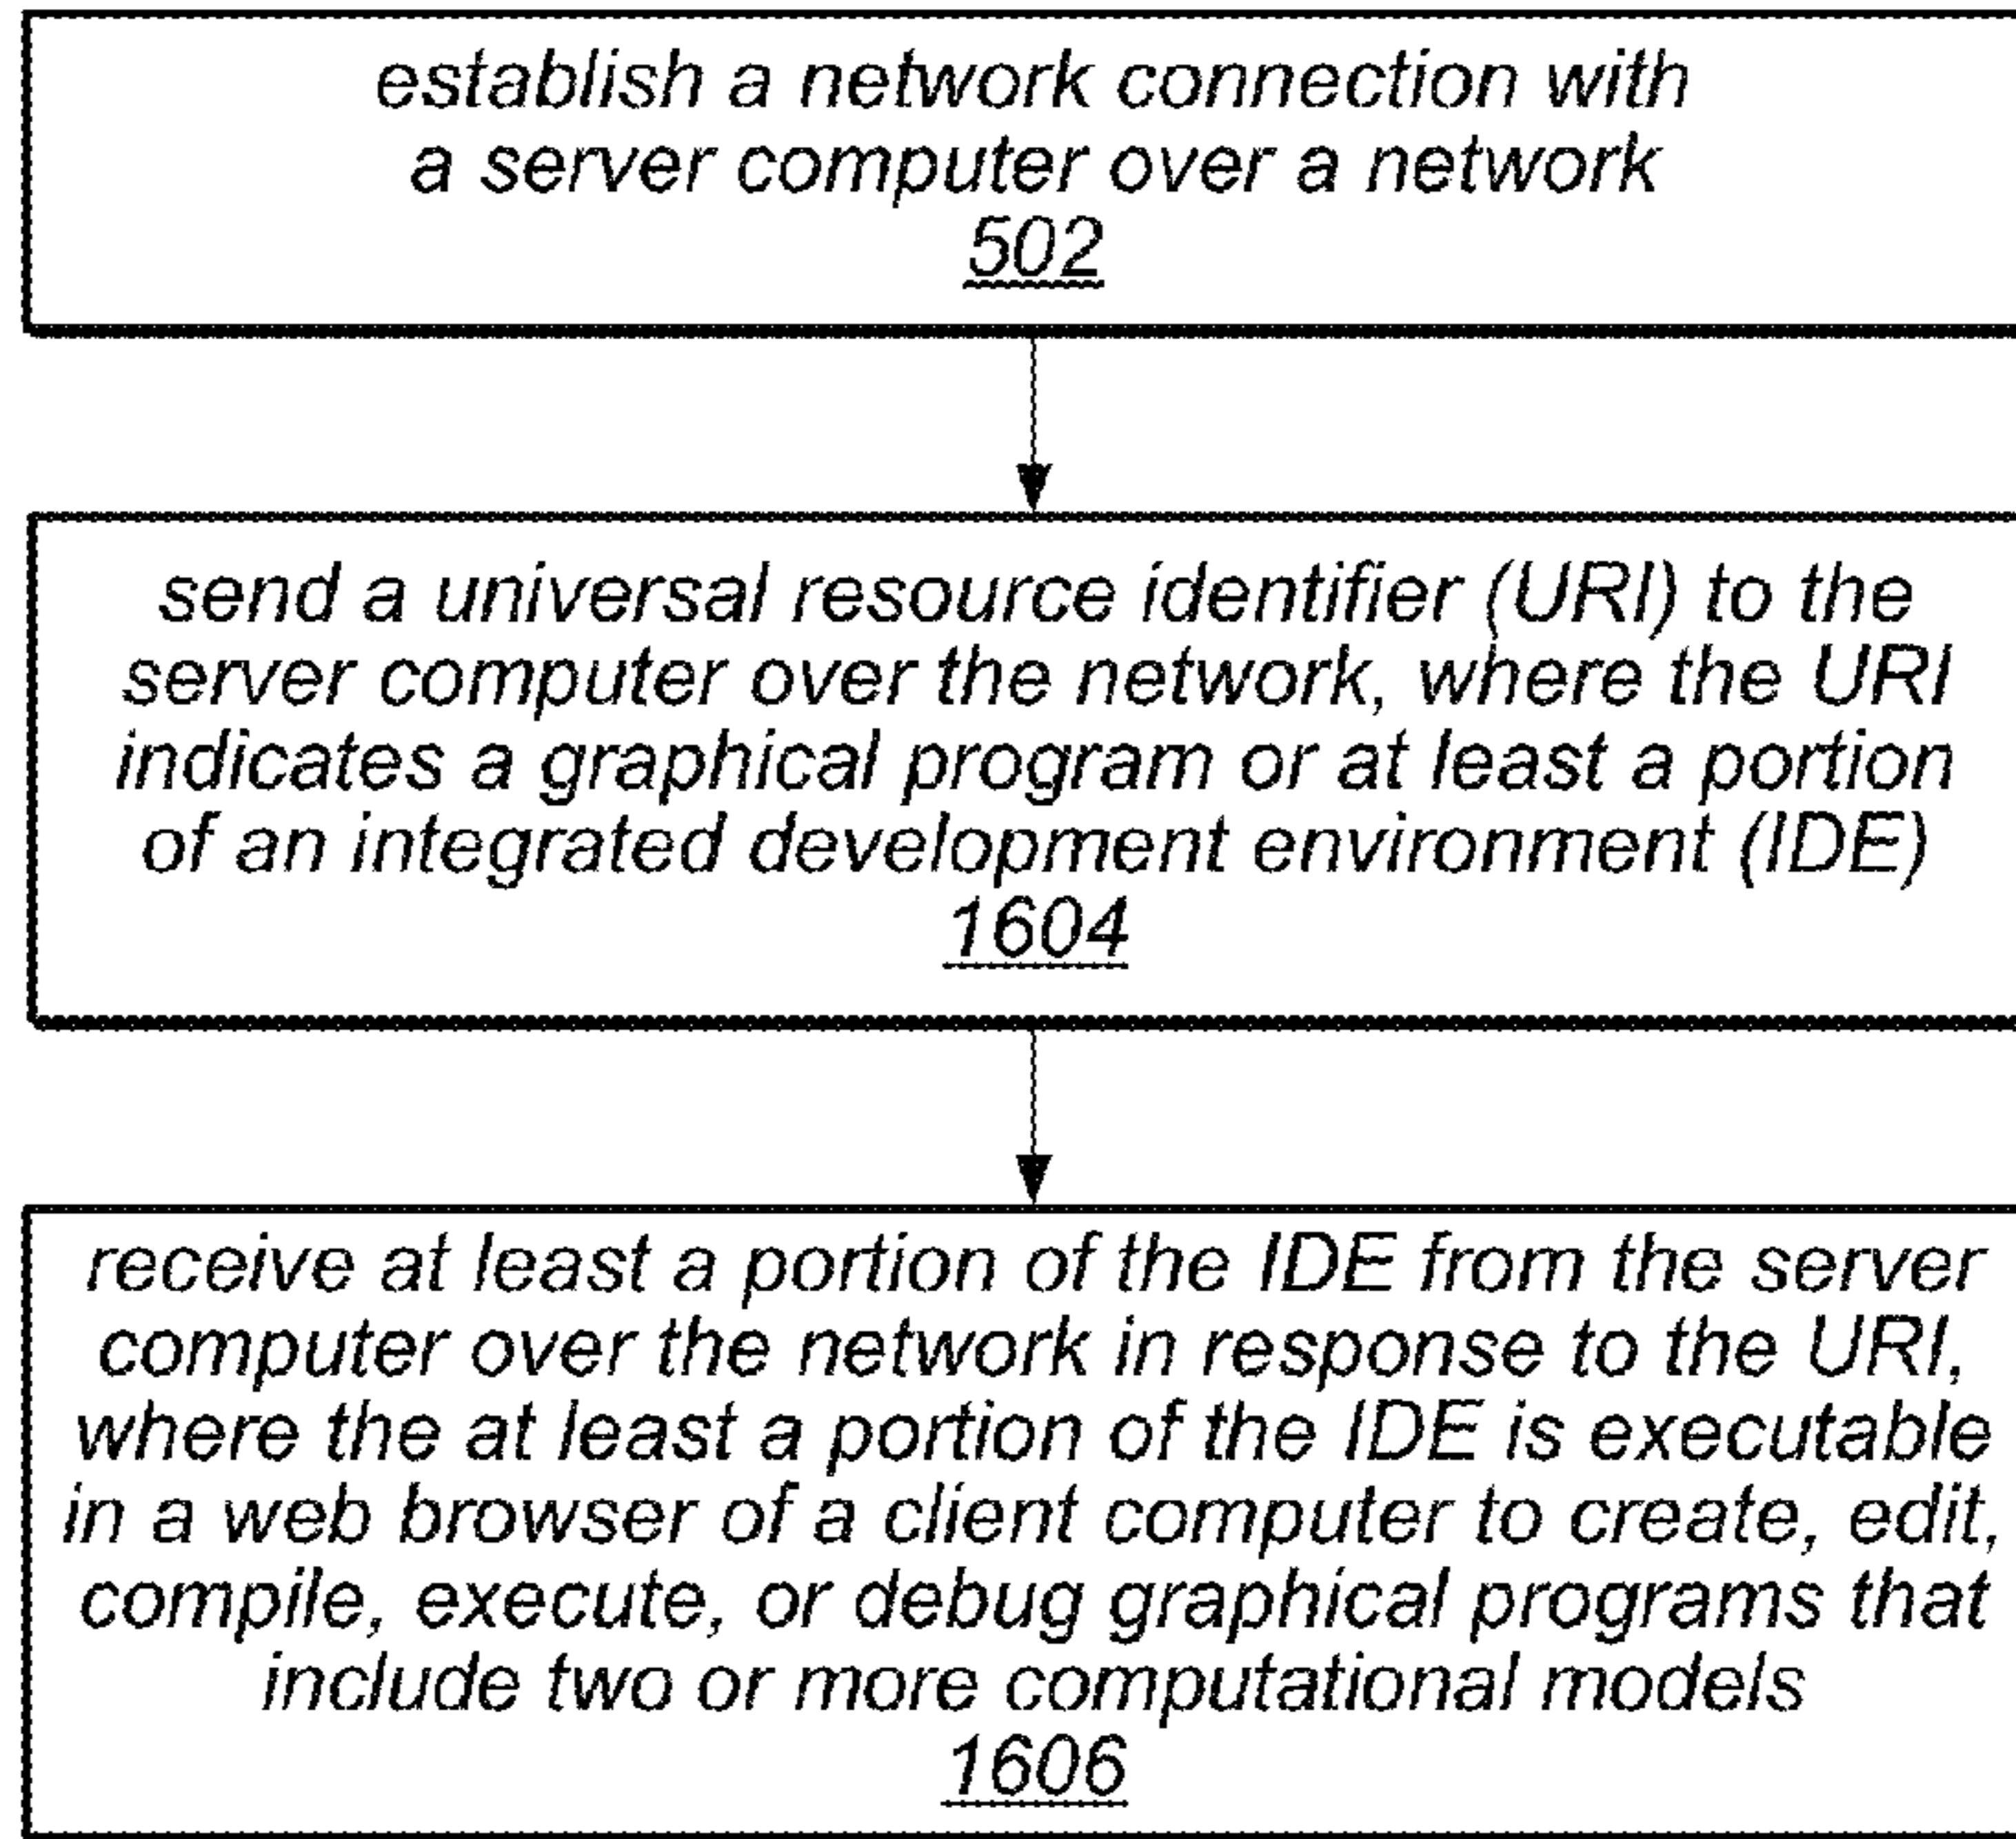 establish a network connection with
a server computer over a network
502
send a universal resource identifier (URI) to the
server computer over the network, where the URI
indicates a graphical program or at least a portion
of an integrated development environment (IDE)
1604
receive at least a portion of the IDE from the server
computer over the network in response to the URI,
where the at least a portion of the IDE is executable
in a web browser of a client computer to create, edit,
compile, execute, or debug graphical programs that
include two or more computational models
1606